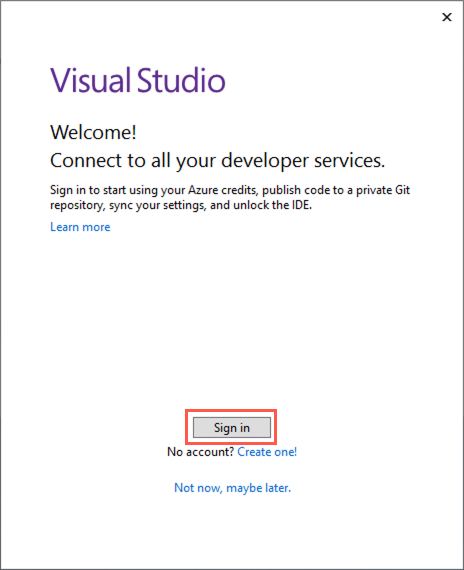 Visual Studio
Welcome!
Connect to all your developer services.
Sign in to start using your Azure credits, publish code to a private Git
repository, sync your settings, and unlock the IDE.
Learn more
Sign in
No account? Create one!
Not now, maybe later.